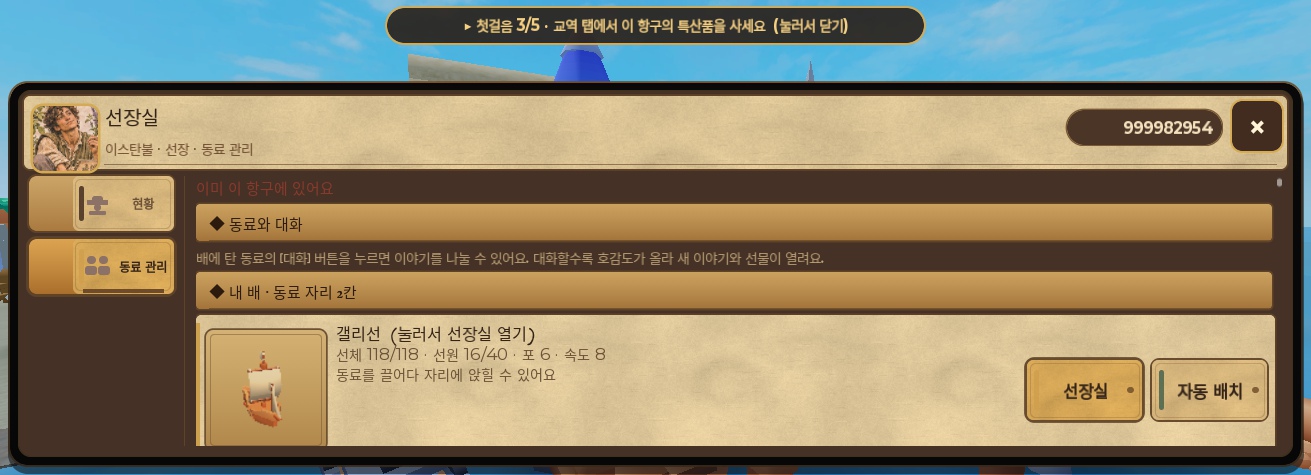 ▸ 첫걸음 3/5 · 교역 탭에서 이 항구의 특산품을 사세요 (눌러서 닫기)
선장실
이스탄불 · 선장 · 동료 관리
999982954
×
현황
동료 관리
이미 이 항구에 있어요
◆ 동료와 대화
배에 탄 동료의 [대화] 버튼을 누르면 이야기를 나눌 수 있어요. 대화할수록 호감도가 올라 새 이야기와 선물이 열려요.
◆ 내 배 · 동료 자리 2칸
갤리선 (눌러서 선장실 열기)
선체 118/118 · 선원 16/40 · 포 6 · 속도 8
동료를 끌어다 자리에 앉힐 수 있어요
선장실
자동 배치